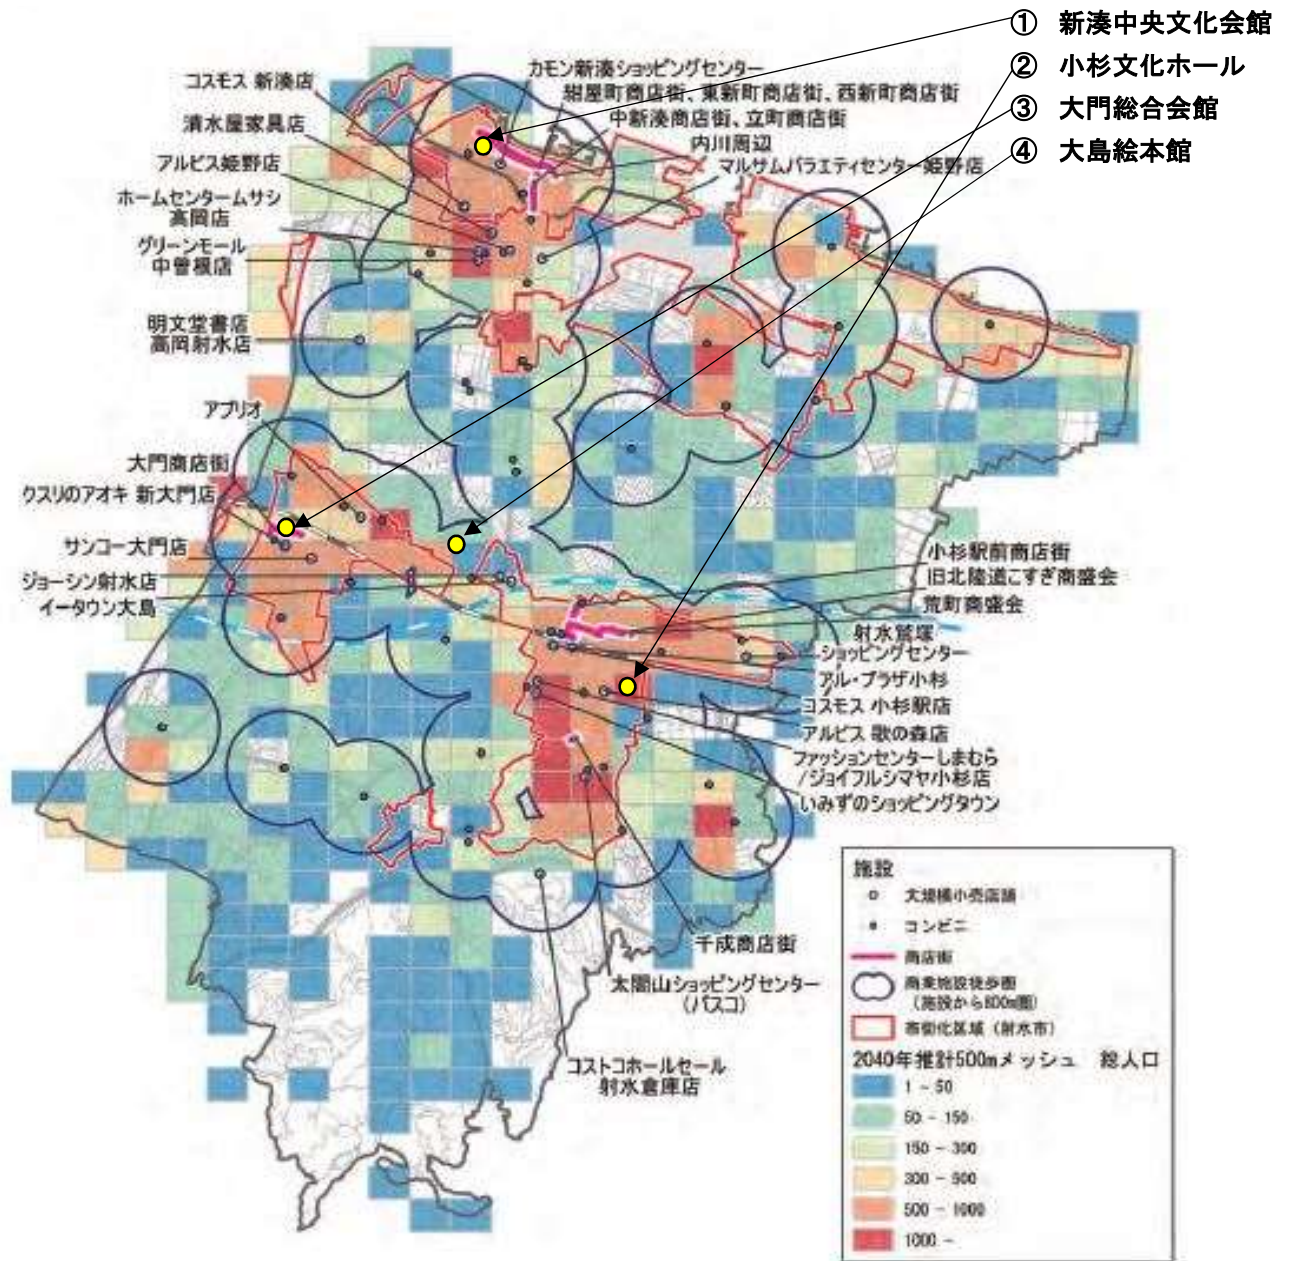 ① 新湊中央文化会館
② 小杉文化ホール
③ 大門総合会館
④ 大島絵本館
カモン新湊ショッピングセンター
紺屋町商店街、東新町商店街、西新町商店街
中新湊商店街、立町商店街
内川周辺
マルサムバラエティセンター姫野店
コスモス 新湊店
清水屋家具店
アルビス姫野店
ホームセンタームサシ
高岡店
グリーンモール
中曽根店
明文堂書店
高岡射水店
アプリオ
大門商店街
クスリのアオキ 新大門店
サンコー大門店
ジョーシン射水店
イータウン大島
小杉駅前商店街
旧北陸道こすぎ商盛会
荒町商盛会
射水鷲塚
ショッピングセンター
アル・プラザ小杉
コスモス 小杉駅店
アルビス 歌の森店
ファッションセンターしまむら
/ジョイフルシマヤ小杉店
いみずのショッピングタウン
千成商店街
太閤山ショッピングセンター
(パスコ)
コストコホールセール
射水倉庫店
施設
大規模小売店舗
コンビニ
商店街
商業施設徒歩圏
(施設から800m圏)
市街化区域（射水市）
2040年推計500mメッシュ 総人口
1 - 50
50 - 150
150 - 300
300 - 500
500 - 1000
1000 -